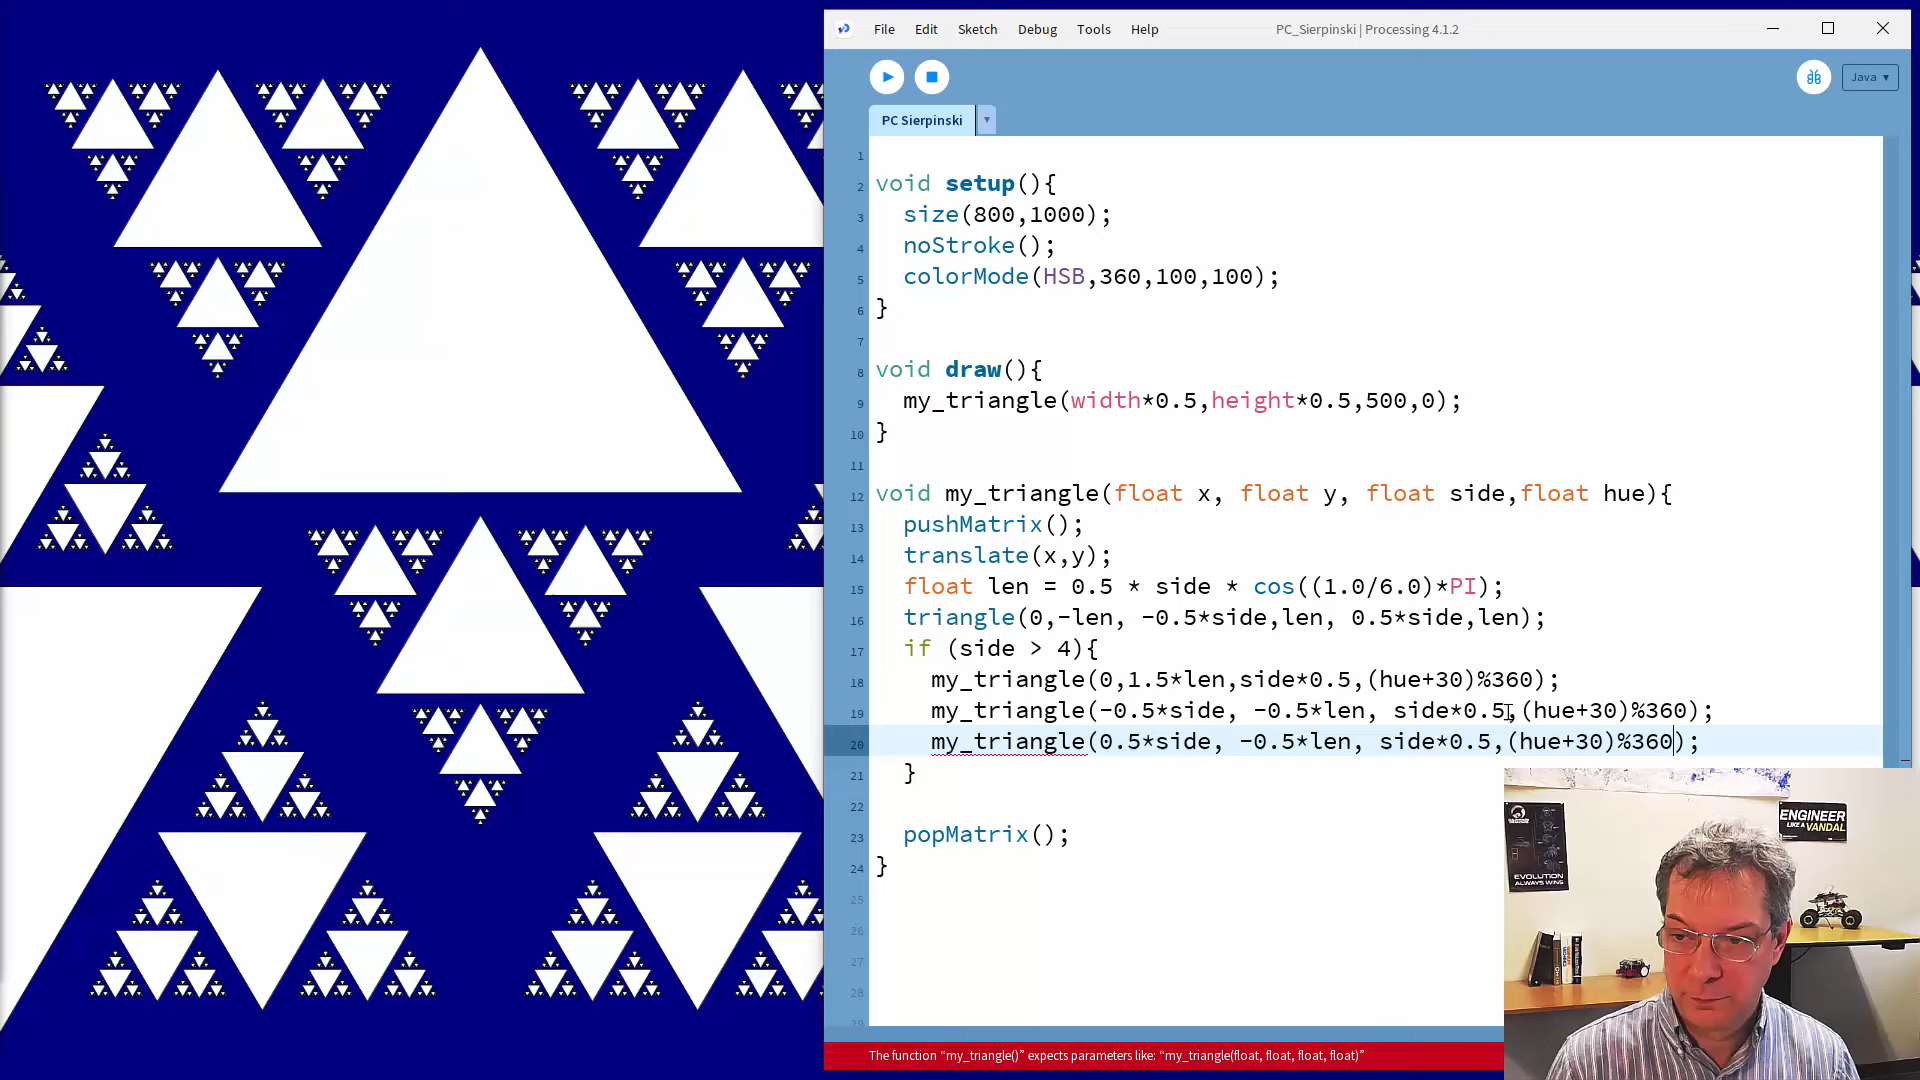 File Edit Sketch Debug Tools Help
PC_Sierpinski | Processing 4.1.2
Java ▾
PC Sierpinski ▾
1
2 void setup(){
3   size(800,1000);
4   noStroke();
5   colorMode(HSB,360,100,100);
6 }
7
8 void draw(){
9   my_triangle(width*0.5,height*0.5,500,0);
10 }
11
12 void my_triangle(float x, float y, float side,float hue){
13   pushMatrix();
14   translate(x,y);
15   float len = 0.5 * side * cos((1.0/6.0)*PI);
16   triangle(0,-len, -0.5*side,len, 0.5*side,len);
17   if (side > 4){
18     my_triangle(0,1.5*len,side*0.5,(hue+30)%360);
19     my_triangle(-0.5*side, -0.5*len, side*0.5,(hue+30)%360);
20     my_triangle(0.5*side, -0.5*len, side*0.5,(hue+30)%360);
21   }
22
23   popMatrix();
24 }
25
26
27
28
29
The function “my_triangle()” expects parameters like: “my_triangle(float, float, float, float)”
EVOLUTION
ALWAYS WINS
ENGINEER
LIKE A
VANDAL